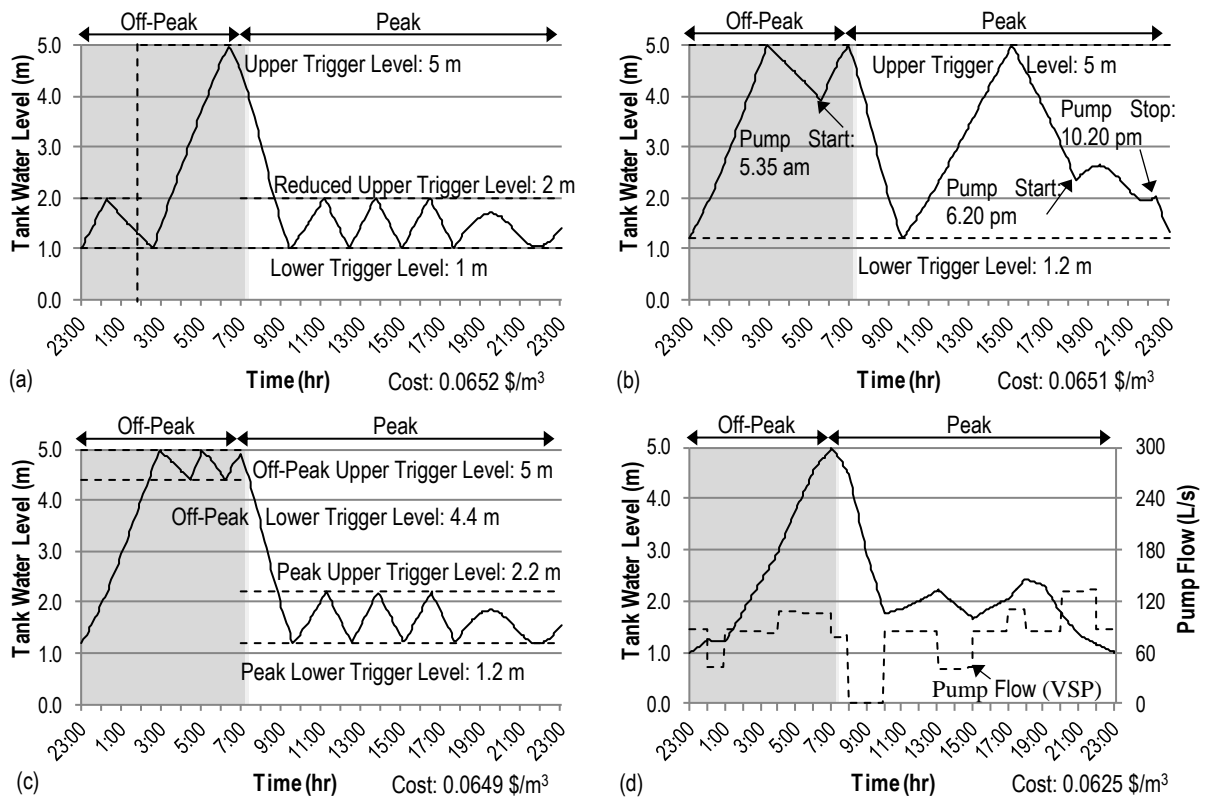 Off-Peak Peak
5.0
4.0
3.0
2.0
1.0
0.0
Tank Water Level (m)
Upper Trigger Level: 5 m
Reduced Upper Trigger Level: 2 m
Lower Trigger Level: 1 m
23:00 1:00 3:00 5:00 7:00 9:00 11:00 13:00 15:00 17:00 19:00 21:00 23:00
(a) Time (hr) Cost: 0.0652 $/m³
Off-Peak Peak
5.0
4.0
3.0
2.0
1.0
0.0
Tank Water Level (m)
Upper Trigger Level: 5 m
Pump Start:
5.35 am
Pump Stop:
10.20 pm
Pump Start:
6.20 pm
Lower Trigger Level: 1.2 m
23:00 1:00 3:00 5:00 7:00 9:00 11:00 13:00 15:00 17:00 19:00 21:00 23:00
(b) Time (hr) Cost: 0.0651 $/m³
Off-Peak Peak
5.0
4.0
3.0
2.0
1.0
0.0
Tank Water Level (m)
Off-Peak Upper Trigger Level: 5 m
Off-Peak Lower Trigger Level: 4.4 m
Peak Upper Trigger Level: 2.2 m
Peak Lower Trigger Level: 1.2 m
23:00 1:00 3:00 5:00 7:00 9:00 11:00 13:00 15:00 17:00 19:00 21:00 23:00
(c) Time (hr) Cost: 0.0649 $/m³
Off-Peak Peak
5.0
4.0
3.0
2.0
1.0
0.0
Tank Water Level (m)
300
240
180
120
60
0
Pump Flow (L/s)
Pump Flow (VSP)
23:00 1:00 3:00 5:00 7:00 9:00 11:00 13:00 15:00 17:00 19:00 21:00 23:00
(d) Time (hr) Cost: 0.0625 $/m³